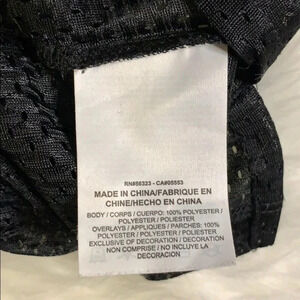 RN#56323 - CA#05553
MADE IN CHINA/FABRIQUE EN
CHINE/HECHO EN CHINA
BODY / CORPS / CUERPO: 100% POLYESTER /
POLYESTER / POLIESTER
OVERLAYS / APPLIQUES / PARCHES: 100%
POLYESTER / POLYESTER / POLIESTER
EXCLUSIVE OF DECORATION / DECORATION
NON COMPRISE / NO INCLUYE LA
DECORACION